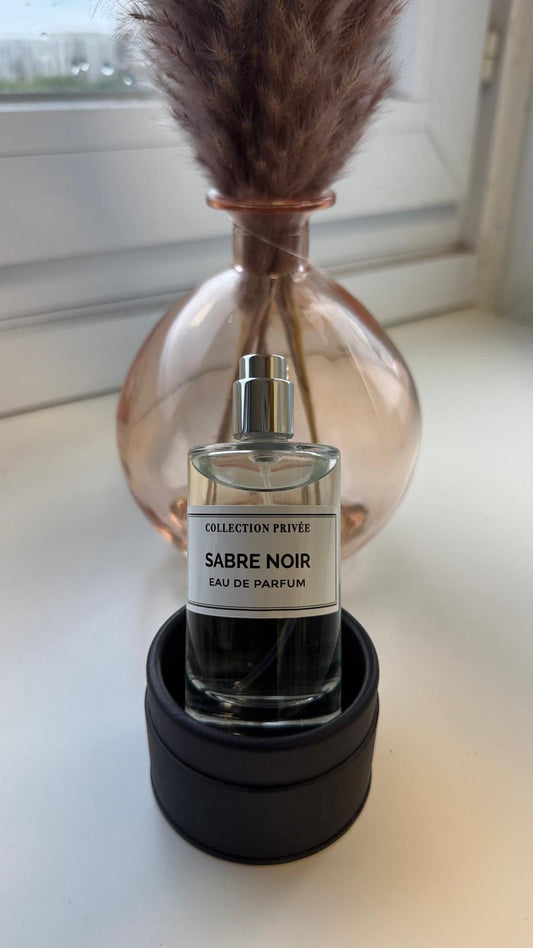 COLLECTION PRIVÉE
SABRE NOIR
EAU DE PARFUM